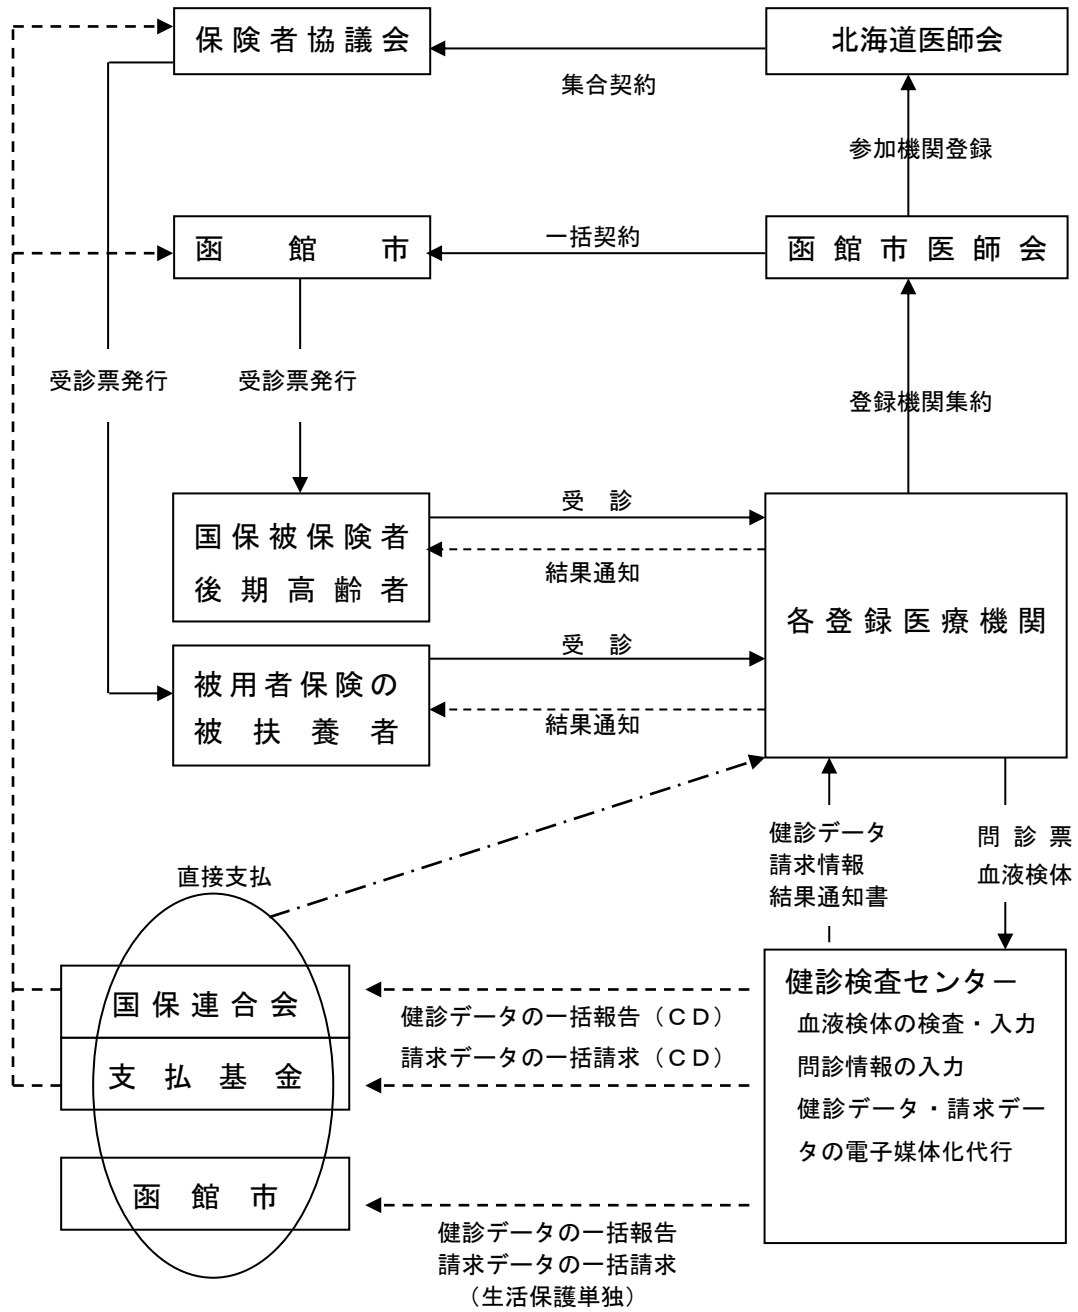 保険者協議会
北海道医師会
集合契約
参加機関登録
函館市
一括契約
函館市医師会
受診票発行
受診票発行
登録機関集約
国保被保険者
後期高齢者
受診
結果通知
各登録医療機関
被用者保険の
被扶養者
受診
結果通知
健診データ
請求情報
結果通知書
問診票
血液検体
直接支払
国保連合会
支払基金
函館市
健診データの一括報告（ＣＤ）
請求データの一括請求（ＣＤ）
健診データの一括報告
請求データの一括請求
（生活保護単独）
健診検査センター
血液検体の検査・入力
問診情報の入力
健診データ・請求デー
タの電子媒体化代行